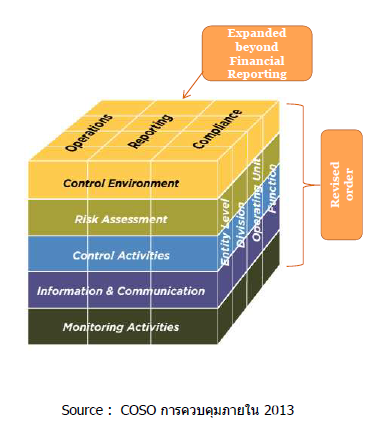 Expanded
beyond
Financial
Reporting
Operations
Reporting
Compliance
Control Environment
Risk Assessment
Control Activities
Information & Communication
Monitoring Activities
Entity Level
Division
Operating Unit
Function
Revised
order
Source : COSO การควบคุมภายใน 2013